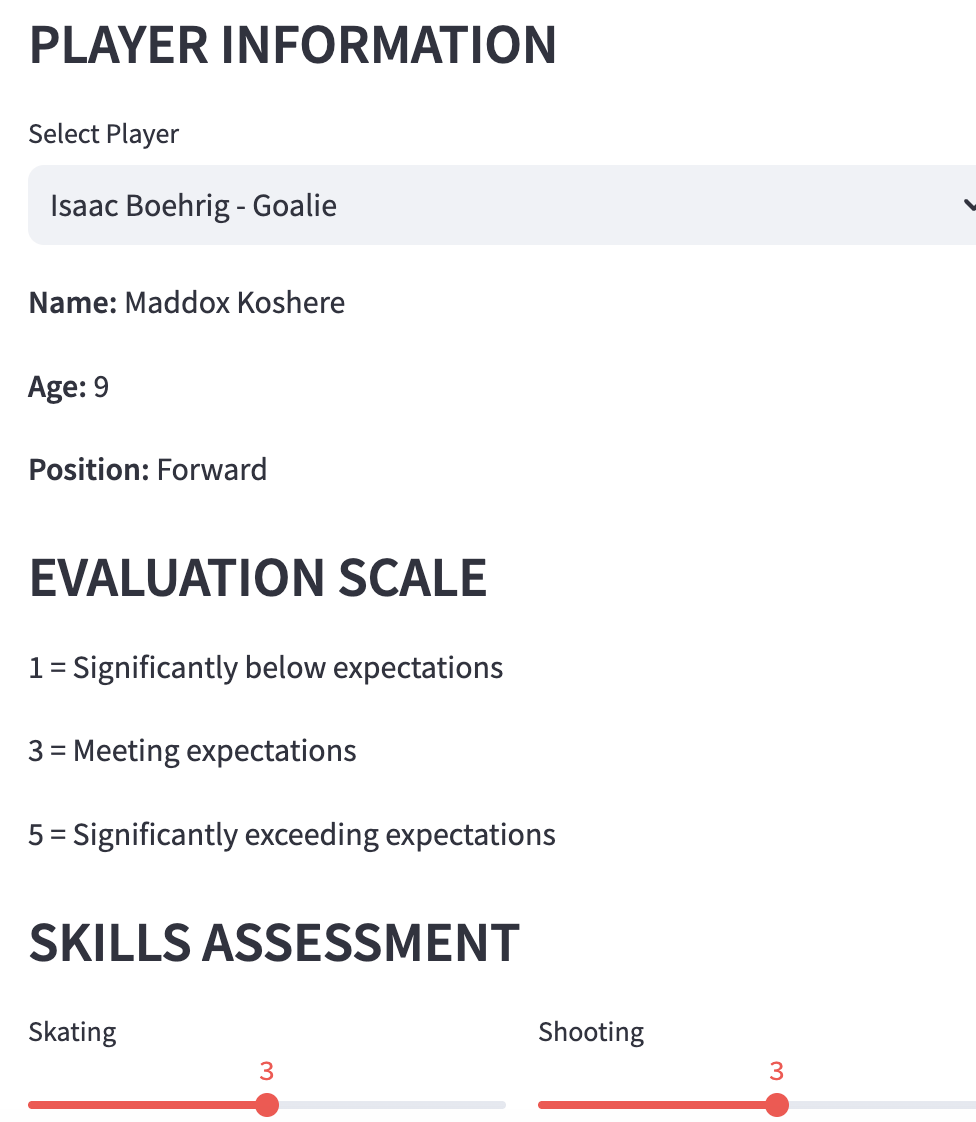 PLAYER INFORMATION
Select Player
Isaac Boehrig - Goalie
Name: Maddox Koshere
Age: 9
Position: Forward
EVALUATION SCALE
1 = Significantly below expectations
3 = Meeting expectations
5 = Significantly exceeding expectations
SKILLS ASSESSMENT
Skating Shooting
3 3